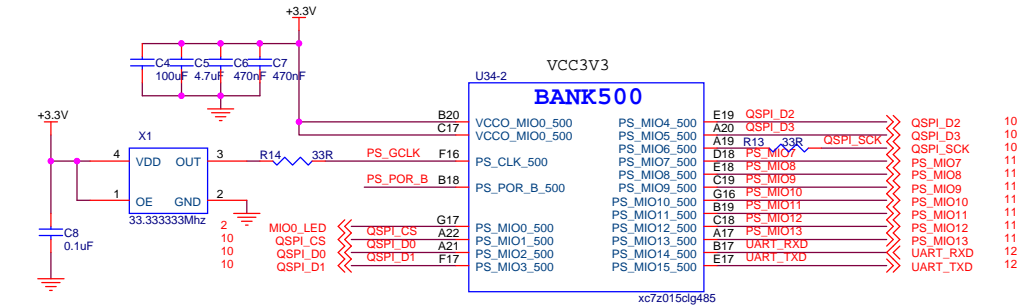 +3.3V
C4 C5 C6 C7
100uF 4.7uF 470nF 470nF
VCC3V3
U34-2
BANK500
+3.3V
X1
4 VDD OUT 3
1 OE GND 2
33.333333Mhz
C8
0.1uF
R14 33R PS_GCLK F16 PS_CLK_500
PS_POR_B B18 PS_POR_B_500
B20 VCCO_MIO0_500
C17 VCCO_MIO0_500
2 MIO0_LED G17 PS_MIO0_500
10 QSPI_CS QSPI_CS A22 PS_MIO1_500
10 QSPI_D0 QSPI_D0 A21 PS_MIO2_500
10 QSPI_D1 QSPI_D1 F17 PS_MIO3_500
PS_MIO4_500 E19 QSPI_D2 QSPI_D2 10
PS_MIO5_500 A20 QSPI_D3 QSPI_D3 10
PS_MIO6_500 A19 R13 33R QSPI_SCK QSPI_SCK 10
PS_MIO7_500 D18 PS_MIO7 PS_MIO7 11
PS_MIO8_500 E18 PS_MIO8 PS_MIO8 11
PS_MIO9_500 C19 PS_MIO9 PS_MIO9 11
PS_MIO10_500 G16 PS_MIO10 PS_MIO10 11
PS_MIO11_500 B19 PS_MIO11 PS_MIO11 11
PS_MIO12_500 C18 PS_MIO12 PS_MIO12 11
PS_MIO13_500 A17 PS_MIO13 PS_MIO13 11
PS_MIO14_500 B17 UART_RXD UART_RXD 12
PS_MIO15_500 E17 UART_TXD UART_TXD 12
xc7z015clg485